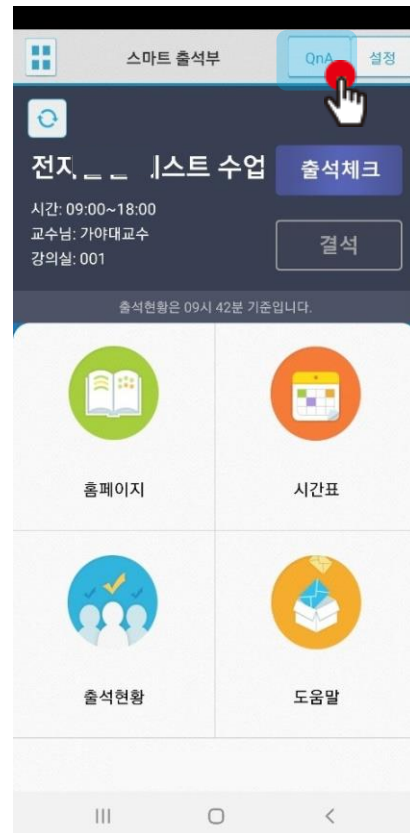 스마트 출석부
QnA
설정
수업
출석체크
시간: 09:00~18:00
교수님: 가야대교수
강의실: 001
결석
출석현황은 09시 42분 기준입니다.
홈페이지
시간표
출석현황
도움말